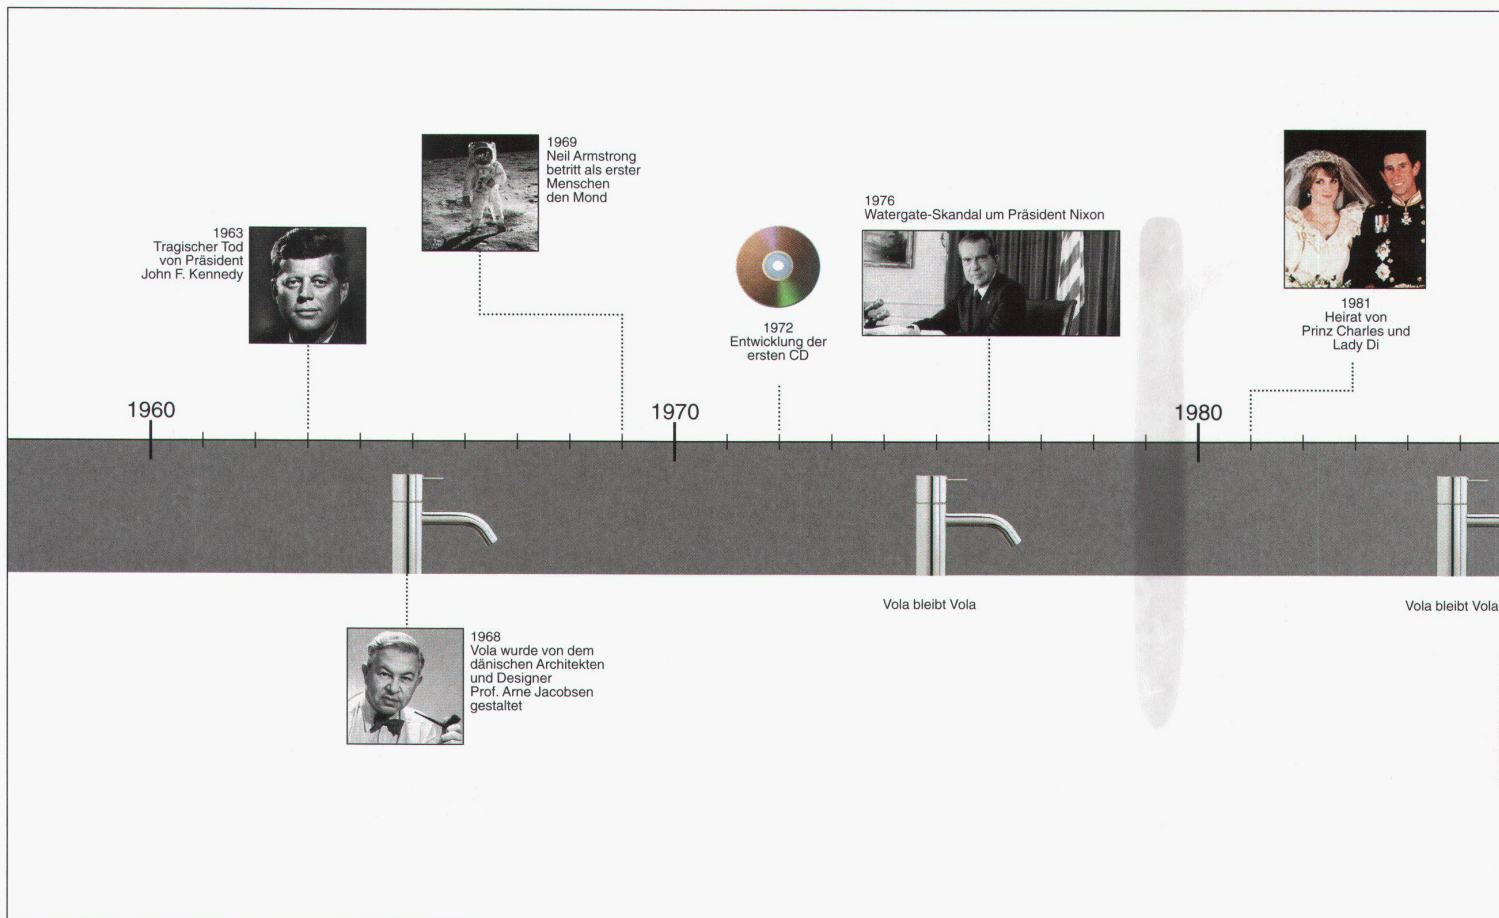 1963
Tragischer Tod
von Präsident
John F. Kennedy
1969
Neil Armstrong
betritt als erster
Menschen
den Mond
1972
Entwicklung der
ersten CD
1976
Watergate-Skandal um Präsident Nixon
1981
Heirat von
Prinz Charles und
Lady Di
1960
1970
1980
Vola bleibt Vola
Vola bleibt Vola
1968
Vola wurde von dem
dänischen Architekten
und Designer
Prof. Arne Jacobsen
gestaltet